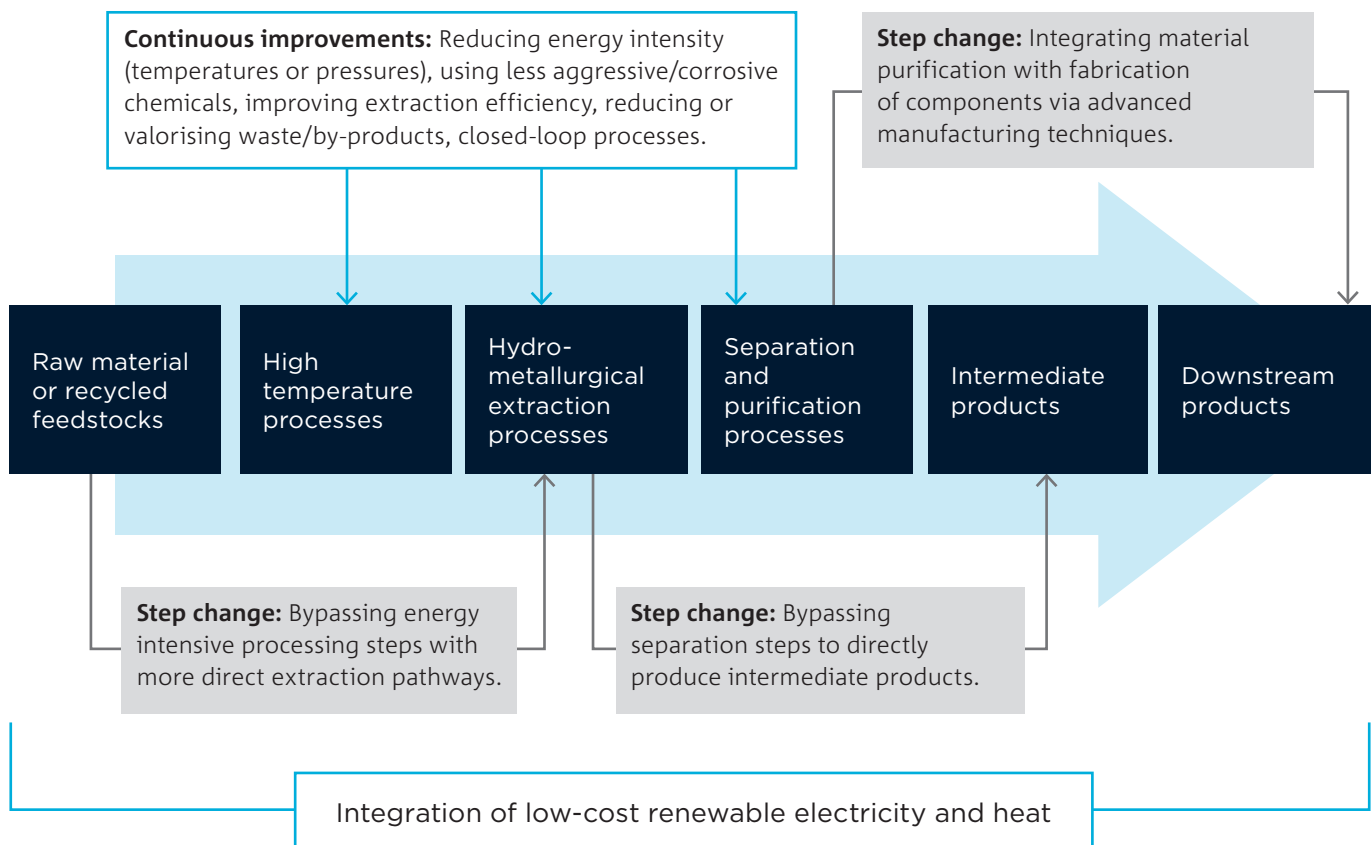 Continuous improvements: Reducing energy intensity
(temperatures or pressures), using less aggressive/corrosive
chemicals, improving extraction efficiency, reducing or
valorising waste/by-products, closed-loop processes.
Step change: Integrating material
purification with fabrication
of components via advanced
manufacturing techniques.
Raw material
or recycled
feedstocks
High
temperature
processes
Hydro-
metallurgical
extraction
processes
Separation
and
purification
processes
Intermediate
products
Downstream
products
Step change: Bypassing energy
intensive processing steps with
more direct extraction pathways.
Step change: Bypassing
separation steps to directly
produce intermediate products.
Integration of low-cost renewable electricity and heat